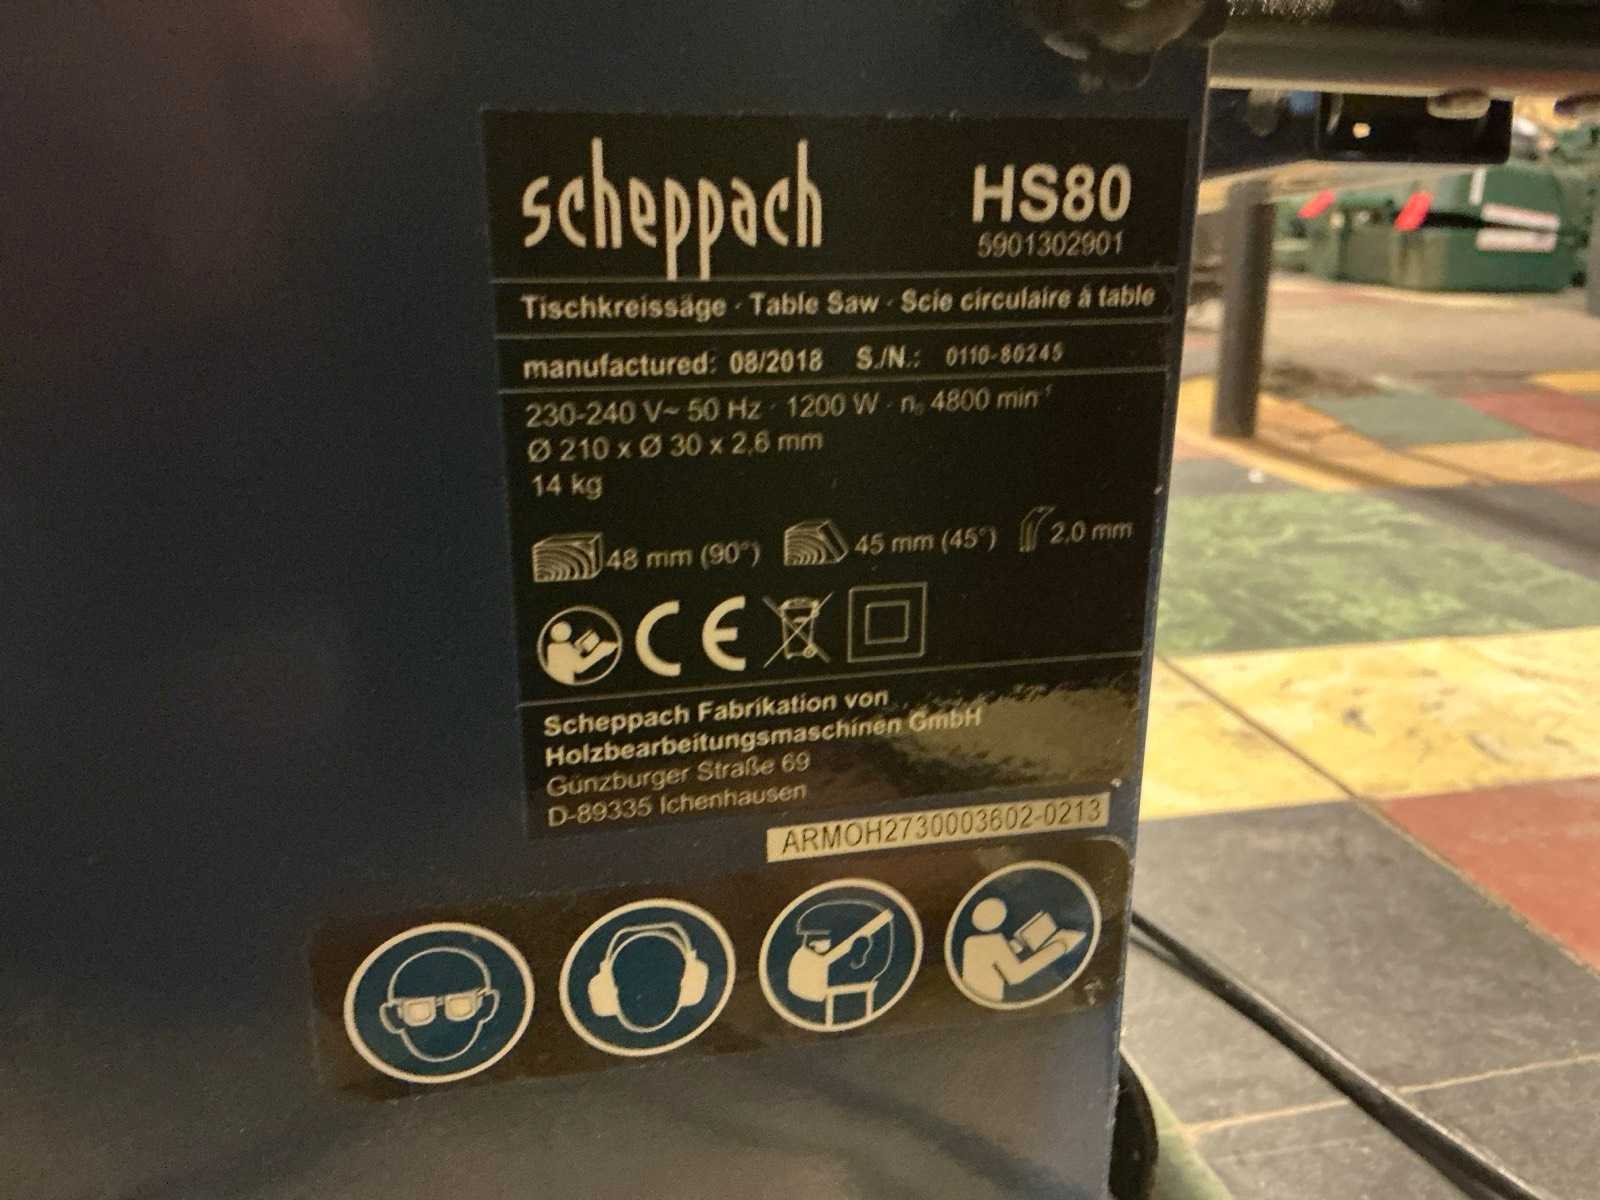 scheppach HS80
5901302901
Tischkreissäge · Table Saw · Scie circulaire à table
manufactured: 08/2018 S./N.: 0110-80245
230-240 V~ 50 Hz · 1200 W · n₀ 4800 min⁻¹
Ø 210 x Ø 30 x 2,6 mm
14 kg
48 mm (90°) 45 mm (45°) 2,0 mm
CE
Scheppach Fabrikation von
Holzbearbeitungsmaschinen GmbH
Günzburger Straße 69
D-89335 Ichenhausen
ARMOH2730003602-0213